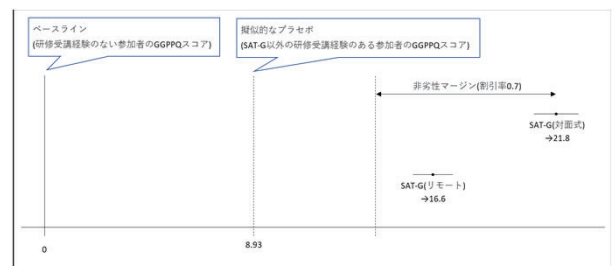 ベースライン
(研修受講経験のない参加者のGGPPQスコア)
擬似的なプラセボ
(SAT-G以外の研修受講経験のある参加者のGGPPQスコア)
非劣性マージン(割引率0.7)
SAT-G(対面式)
→21.8
SAT-G(リモート)
→16.6
0
8.93